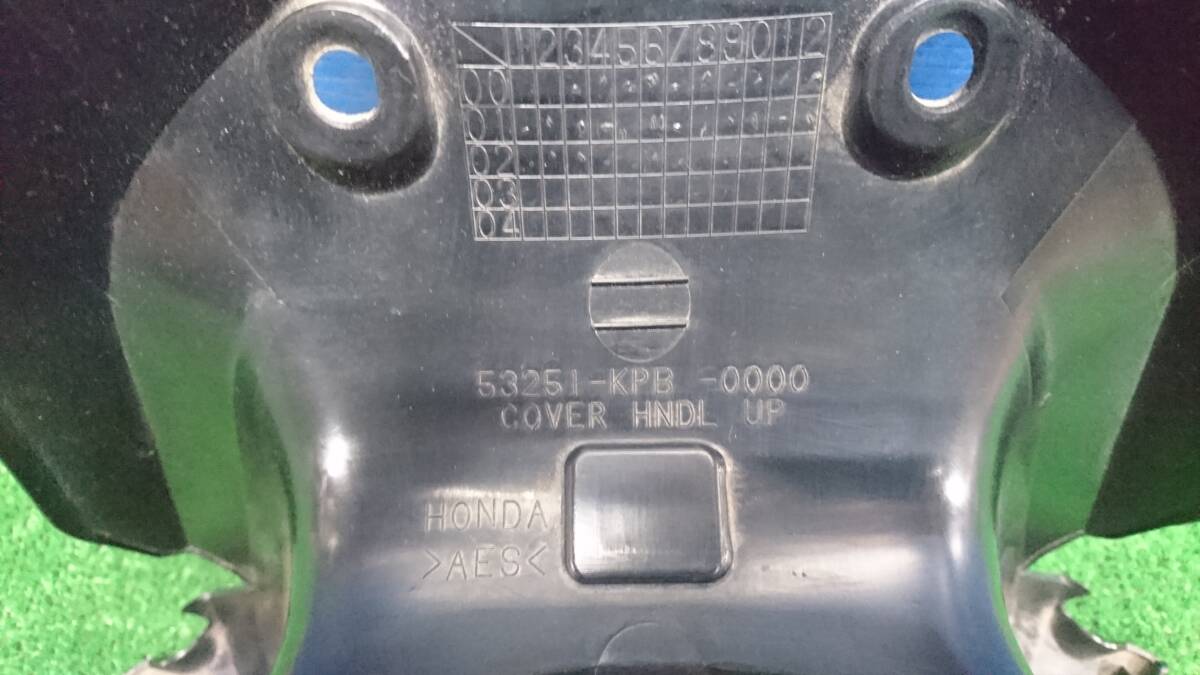 123456789012
00
01
02
03
04
53251-KPB -0000
COVER HNDL UP
HONDA
>AES<